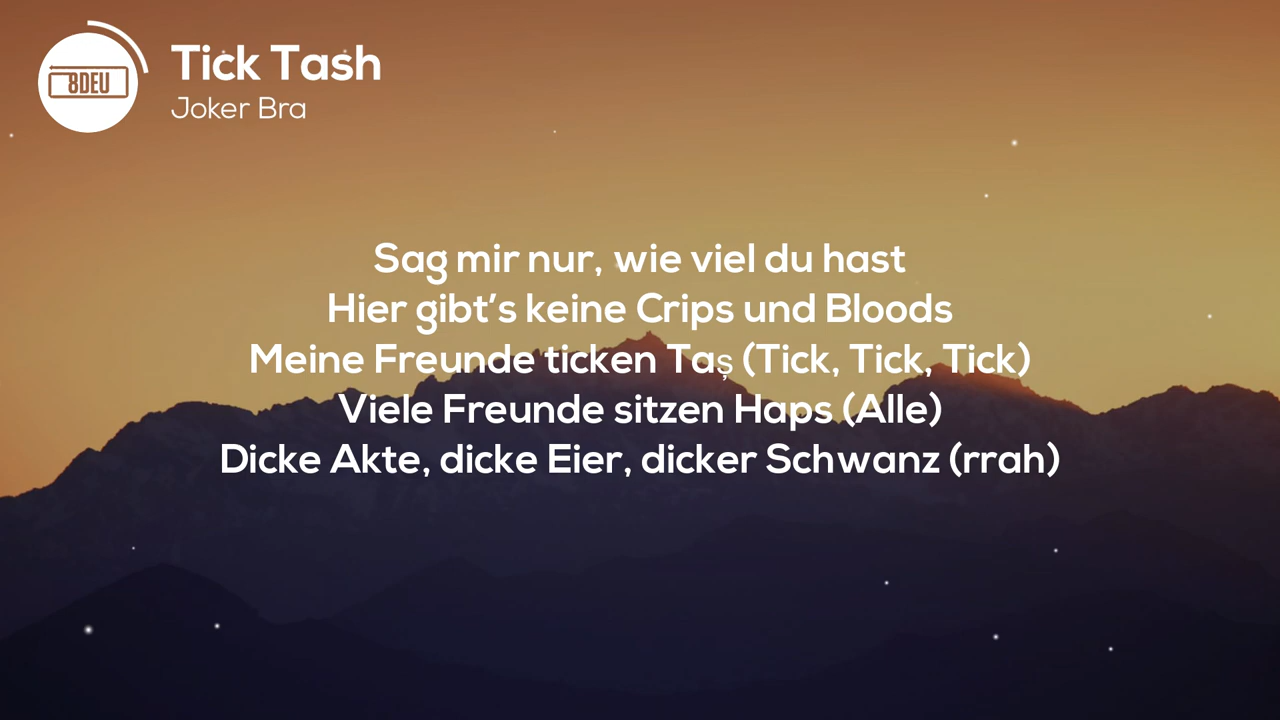 8DEU
Tick Tash
Joker Bra
Sag mir nur, wie viel du hast
Hier gibt's keine Crips und Bloods
Meine Freunde ticken Taş (Tick, Tick, Tick)
Viele Freunde sitzen Haps (Alle)
Dicke Akte, dicke Eier, dicker Schwanz (rrah)